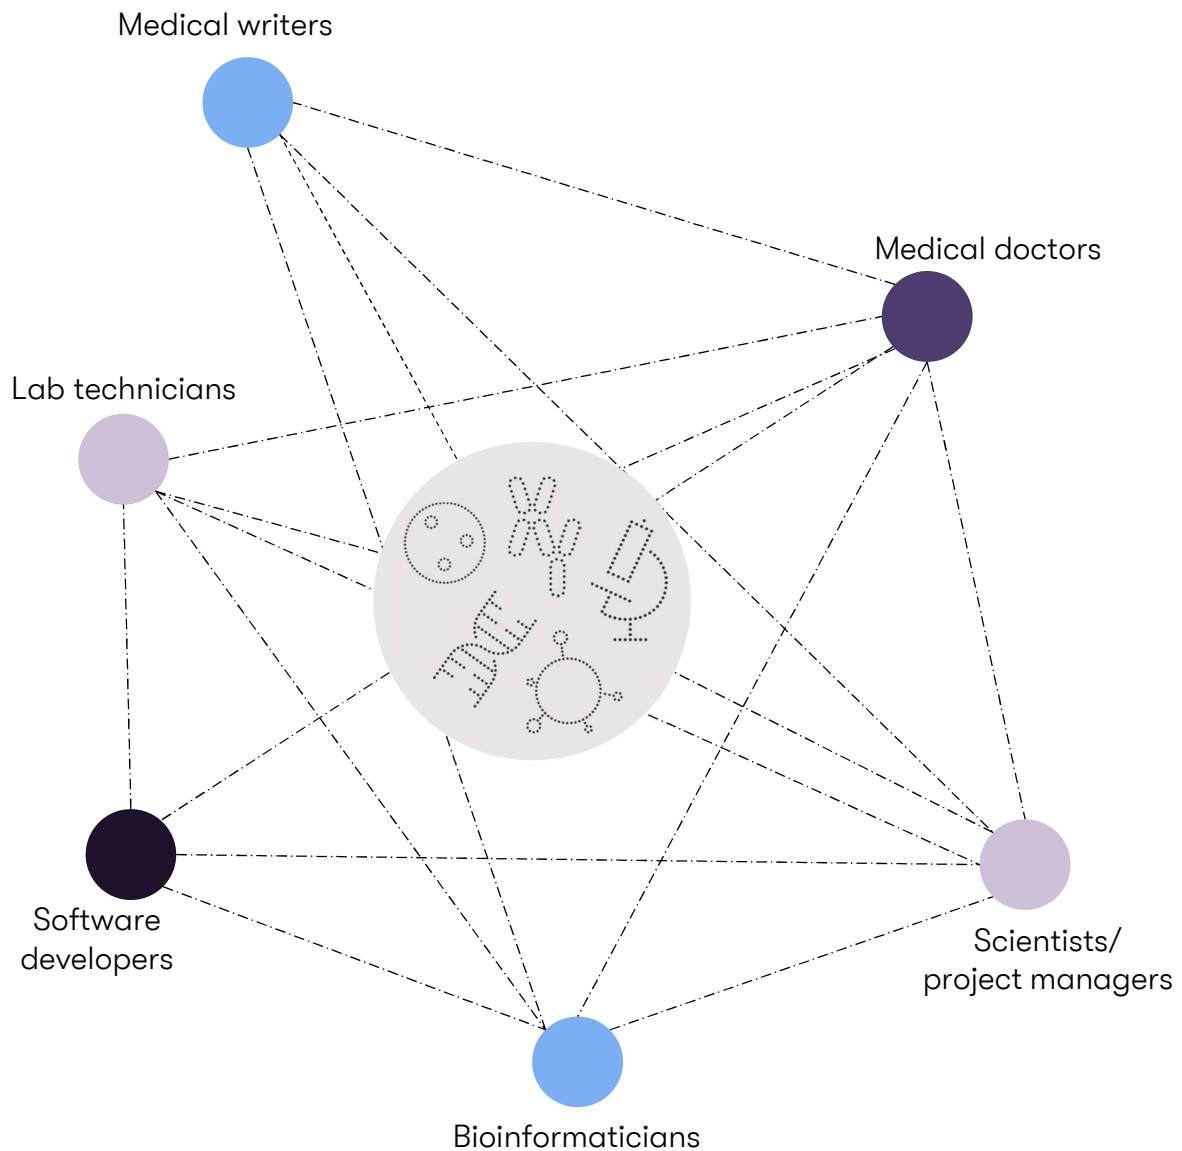 Medical writers
Medical doctors
Lab technicians
Software
developers
Scientists/
project managers
Bioinformaticians